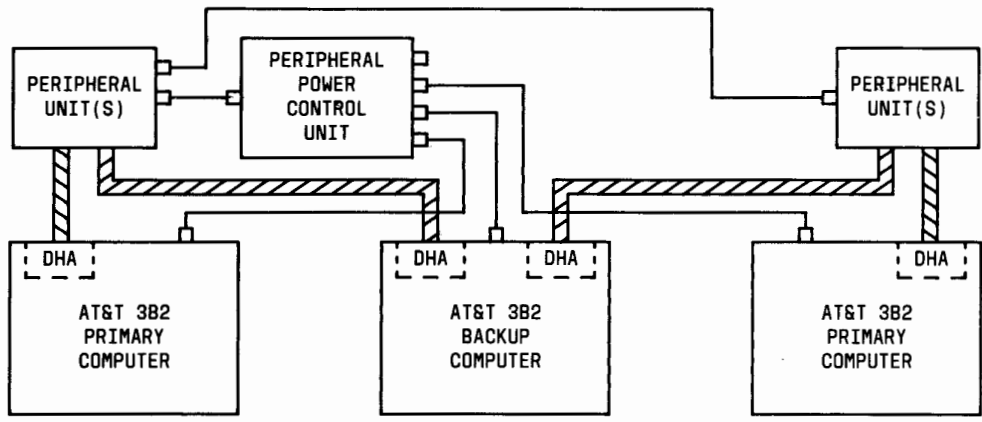 PERIPHERAL
UNIT(S)
PERIPHERAL
POWER
CONTROL
UNIT
PERIPHERAL
UNIT(S)
DHA
DHA
DHA
DHA
AT&T 3B2
PRIMARY
COMPUTER
AT&T 3B2
BACKUP
COMPUTER
AT&T 3B2
PRIMARY
COMPUTER